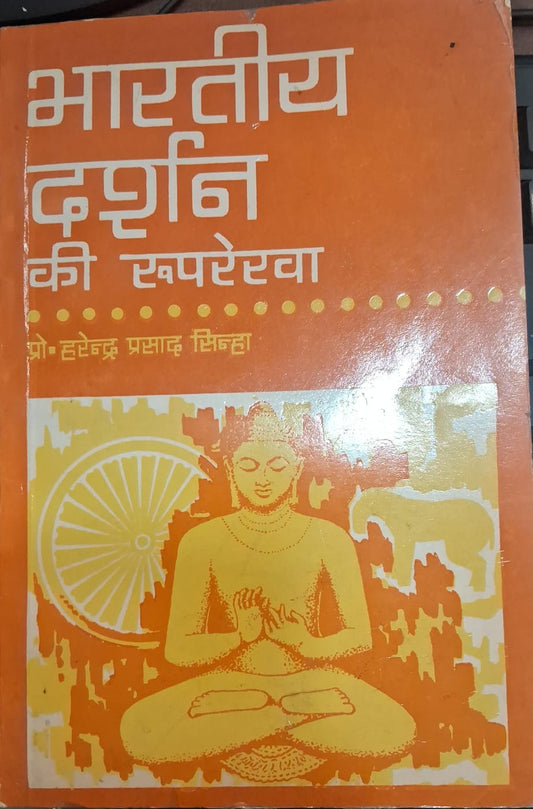 भारतीय
दर्शन
की रूपरेखा
प्रो॰ हरेन्द्र प्रसाद सिन्हा